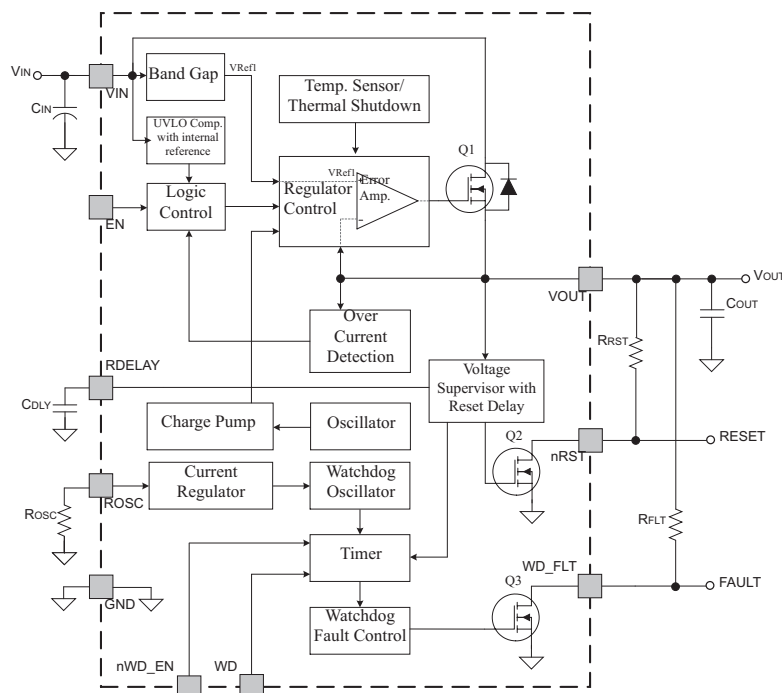 VIN
CIN
VIN
Band Gap
VRef1
Temp. Sensor/
Thermal Shutdown
UVLO Comp.
with internal
reference
Q1
VRef1
Regulator
Control
Error
Amp.
+
−
EN
Logic
Control
VOUT
VOUT
COUT
Over
Current
Detection
RRST
RDELAY
Voltage
Supervisor with
Reset Delay
CDLY
Charge Pump
Oscillator
Q2
nRST
RESET
Current
Regulator
Watchdog
Oscillator
ROSC
ROSC
RFLT
Timer
WD_FLT
FAULT
Q3
GND
Watchdog
Fault Control
nWD_EN
WD